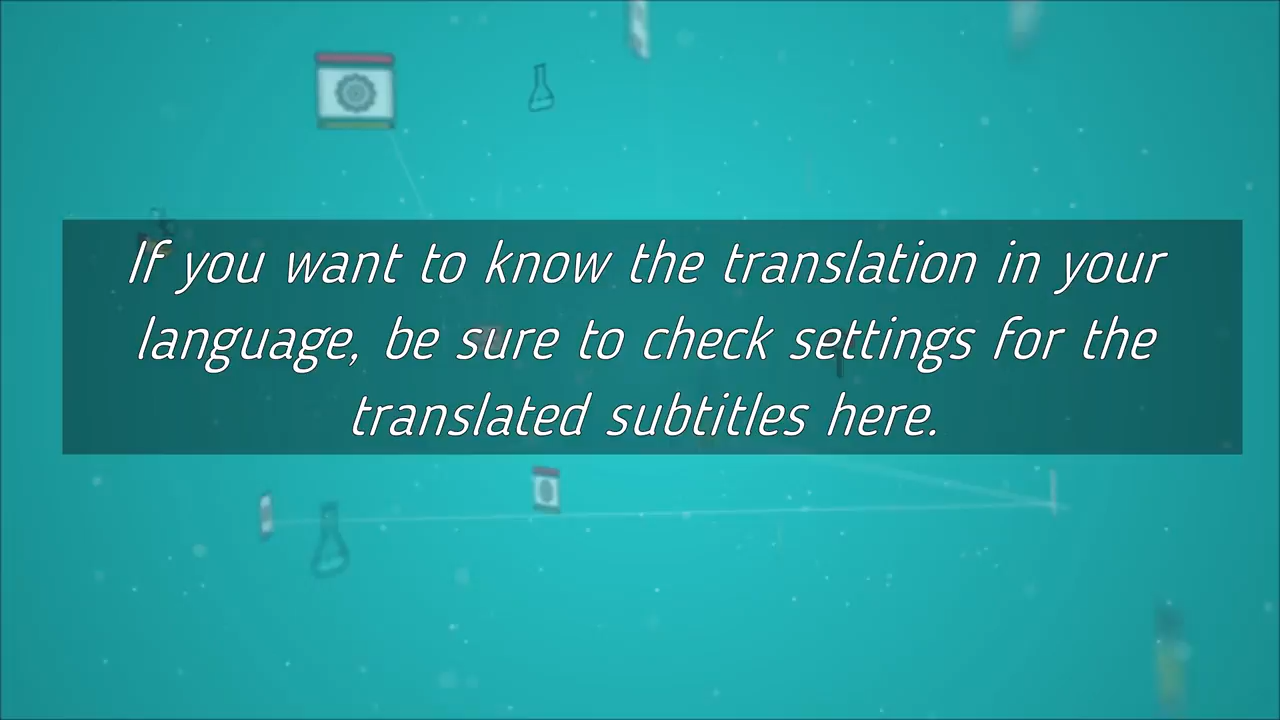 If you want to know the translation in your
language, be sure to check settings for the
translated subtitles here.